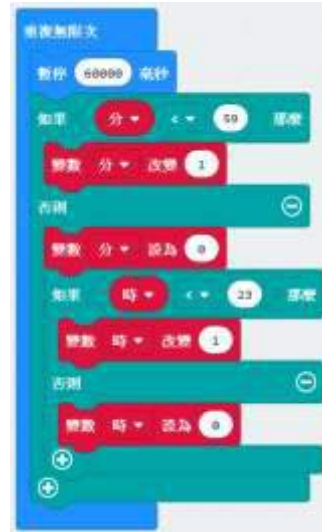 重複無限次
暫停 60000 毫秒
如果 分 < 59 那麼
變數 分 改變 1
否則
變數 分 設為 0
如果 時 < 23 那麼
變數 時 改變 1
否則
變數 時 設為 0